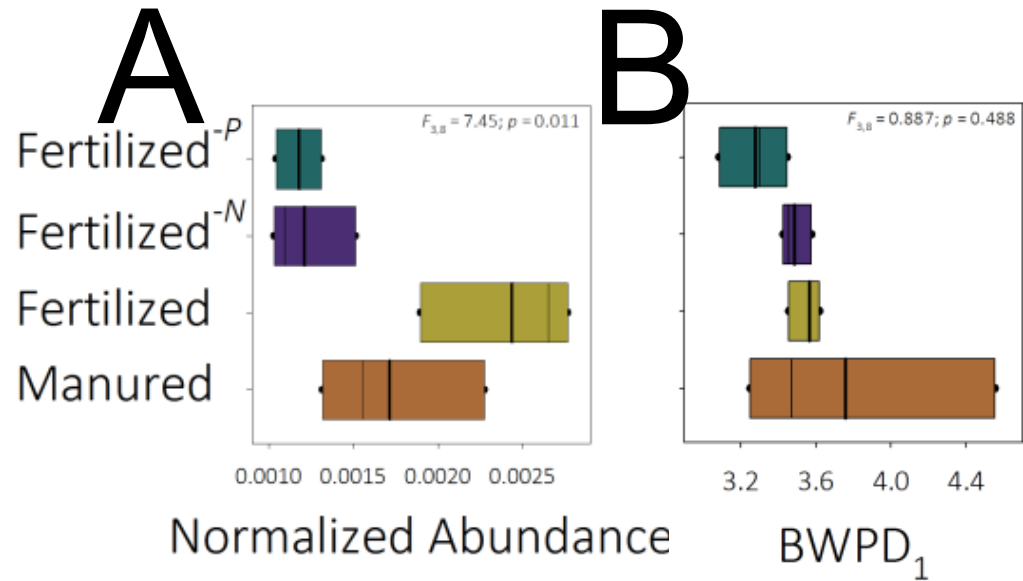 A
B
F3,8 = 7.45; p = 0.011
F3,8 = 0.887; p = 0.488
Fertilized-P
Fertilized-N
Fertilized
Manured
0.0010 0.0015 0.0020 0.0025
3.2 3.6 4.0 4.4
Normalized Abundance
BWPD1